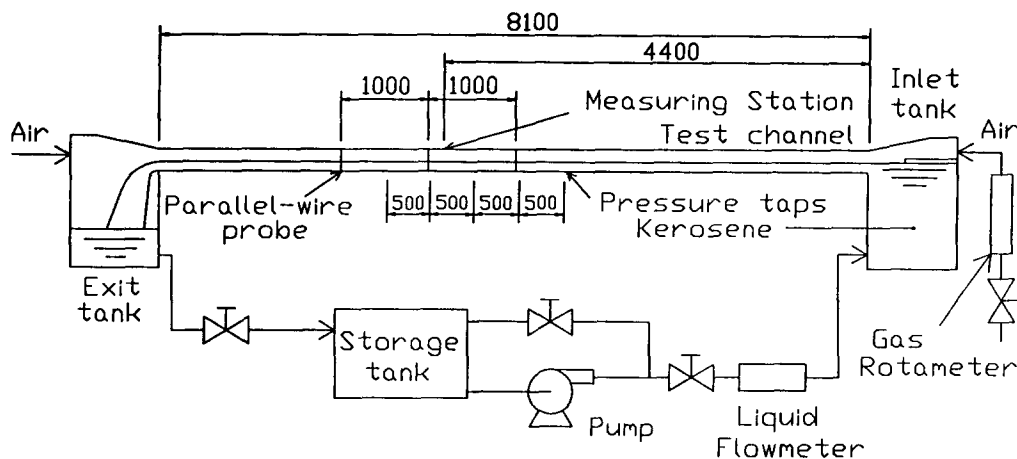 8100
4400
Inlet
tank
1000
1000
Measuring Station
Air
Test channel
Air
500
500
500
500
Parallel-wire
probe
Pressure taps
Kerosene
Exit
tank
Storage
tank
Gas
Rotameter
Pump
Liquid
Flowmeter